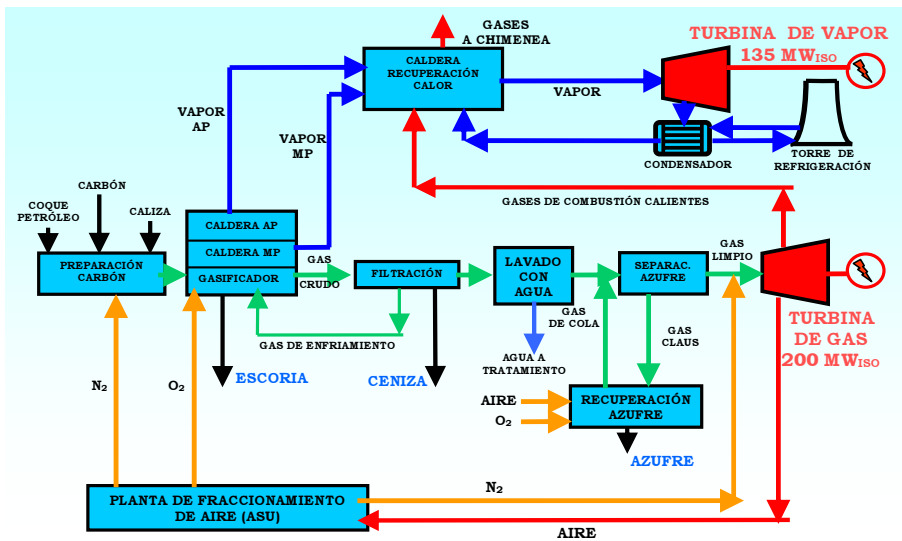 GASES
A CHIMENEA
TURBINA DE VAPOR
135 MWISO
CALDERA
RECUPERACIÓN
CALOR
VAPOR
AP
VAPOR
MP
VAPOR
CONDENSADOR
TORRE DE
REFRIGERACIÓN
GASES DE COMBUSTIÓN CALIENTES
CARBÓN
COQUE
PETRÓLEO
CALIZA
PREPARACIÓN
CARBÓN
CALDERA AP
CALDERA MP
GASIFICADOR
GAS
CRUDO
FILTRACIÓN
LAVADO
CON
AGUA
SEPARAC.
AZUFRE
GAS
LIMPIO
GAS
DE COLA
GAS
CLAUS
GAS DE ENFRIAMIENTO
AGUA A
TRATAMIENTO
TURBINA
DE GAS
200 MWISO
ESCORIA
CENIZA
N2
O2
AIRE
O2
RECUPERACIÓN
AZUFRE
AZUFRE
PLANTA DE FRACCIONAMIENTO
DE AIRE (ASU)
N2
AIRE